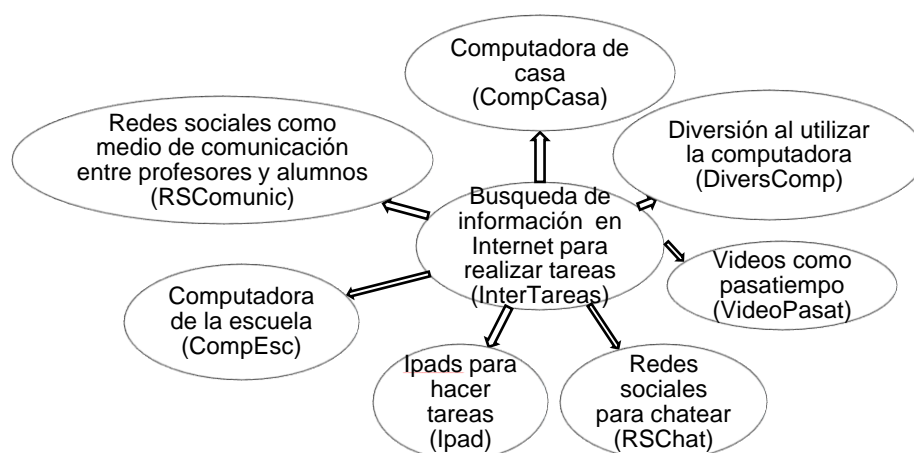 Computadora de
casa
(CompCasa)
Redes sociales como
medio de comunicación
entre profesores y alumnos
(RSComunic)
Diversión al utilizar
la computadora
(DiversComp)
Busqueda de
información en
Internet para
realizar tareas
(InterTareas)
Videos como
pasatiempo
(VideoPasat)
Computadora
de la escuela
(CompEsc)
Ipads para
hacer
tareas
(Ipad)
Redes
sociales
para chatear
(RSChat)